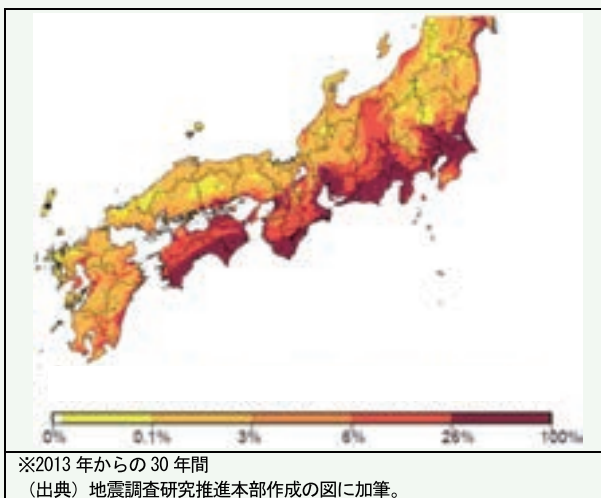 0% 0.1% 3% 6% 26% 100%
※2013 年からの 30 年間
（出典）地震調査研究推進本部作成の図に加筆。